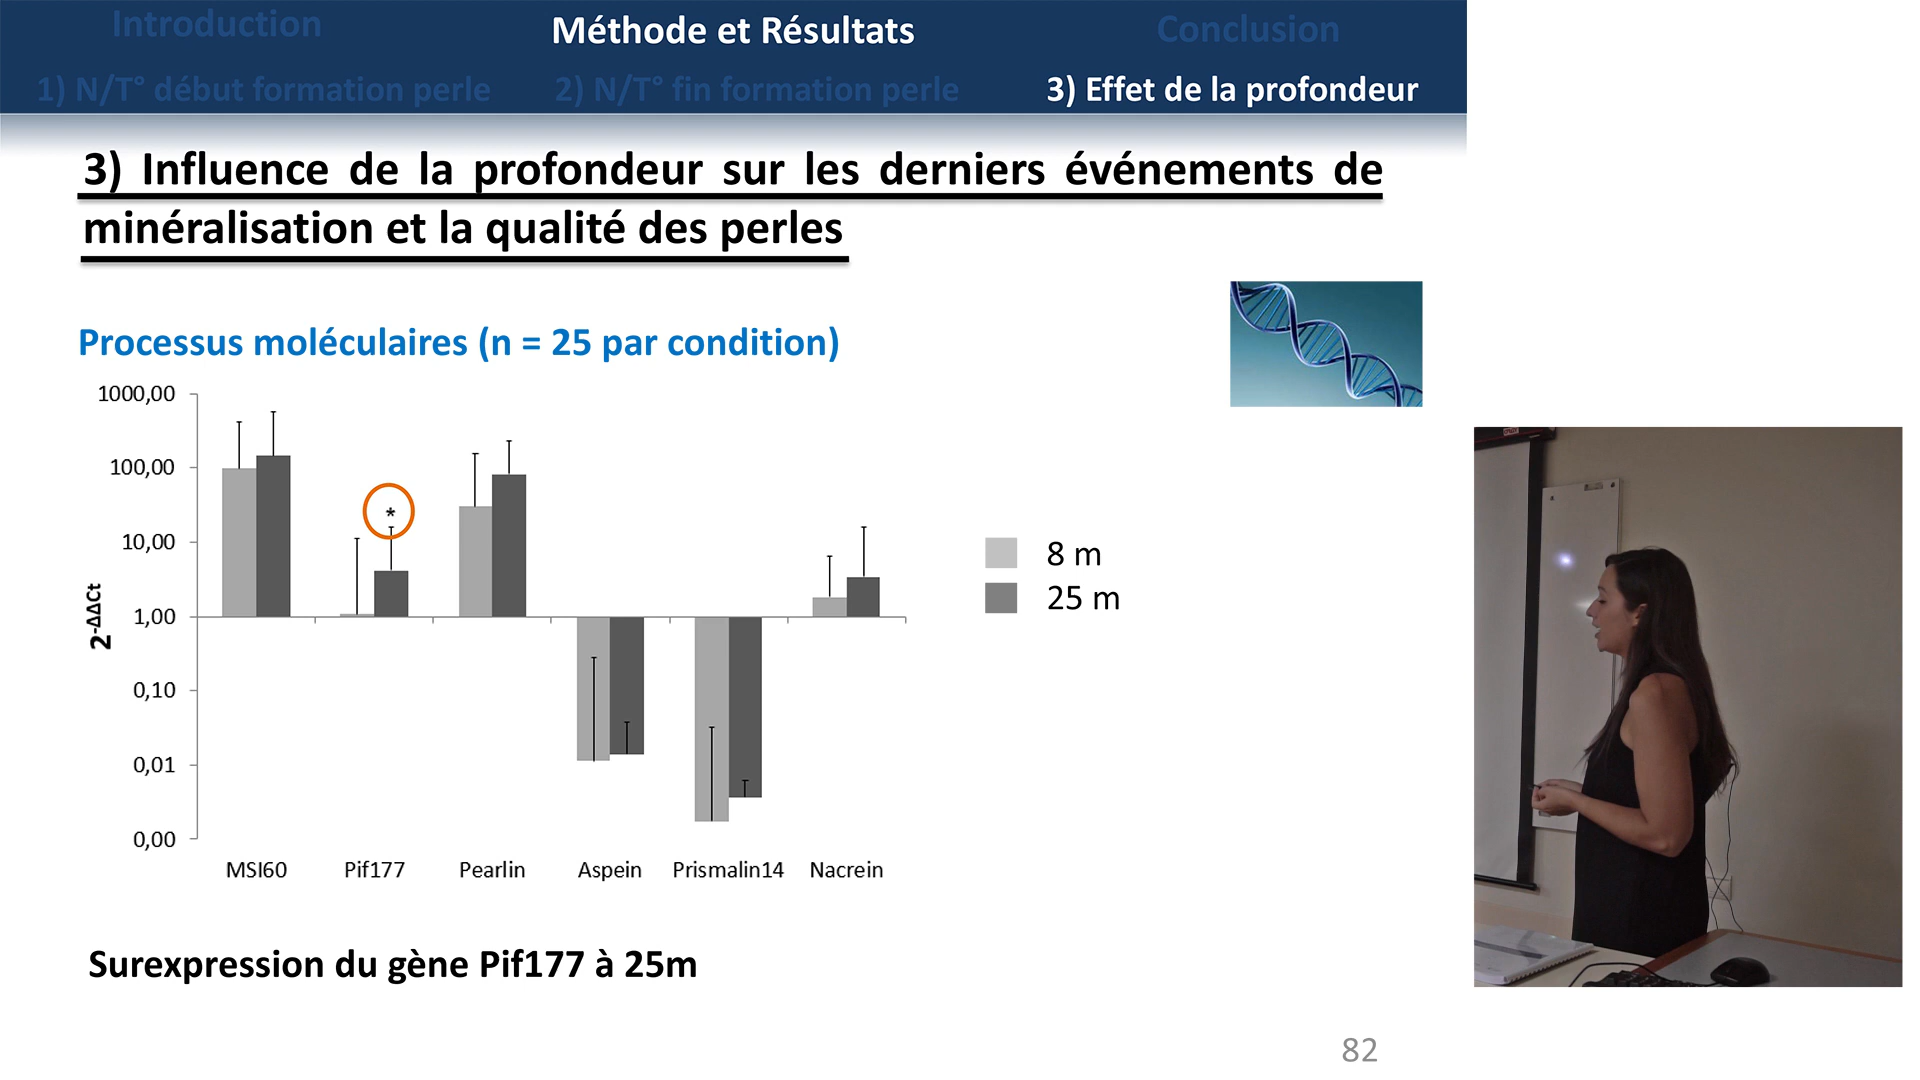 Introduction
Méthode et Résultats
Conclusion
1) N/T° début formation perle
2) N/T° fin formation perle
3) Effet de la profondeur
3) Influence de la profondeur sur les derniers événements de
minéralisation et la qualité des perles
Processus moléculaires (n = 25 par condition)
1000,00
100,00
10,00
1,00
0,10
0,01
0,00
2-ΔΔCt
*
MSI60
Pif177
Pearlin
Aspein
Prismalin14
Nacrein
8 m
25 m
Surexpression du gène Pif177 à 25m
82